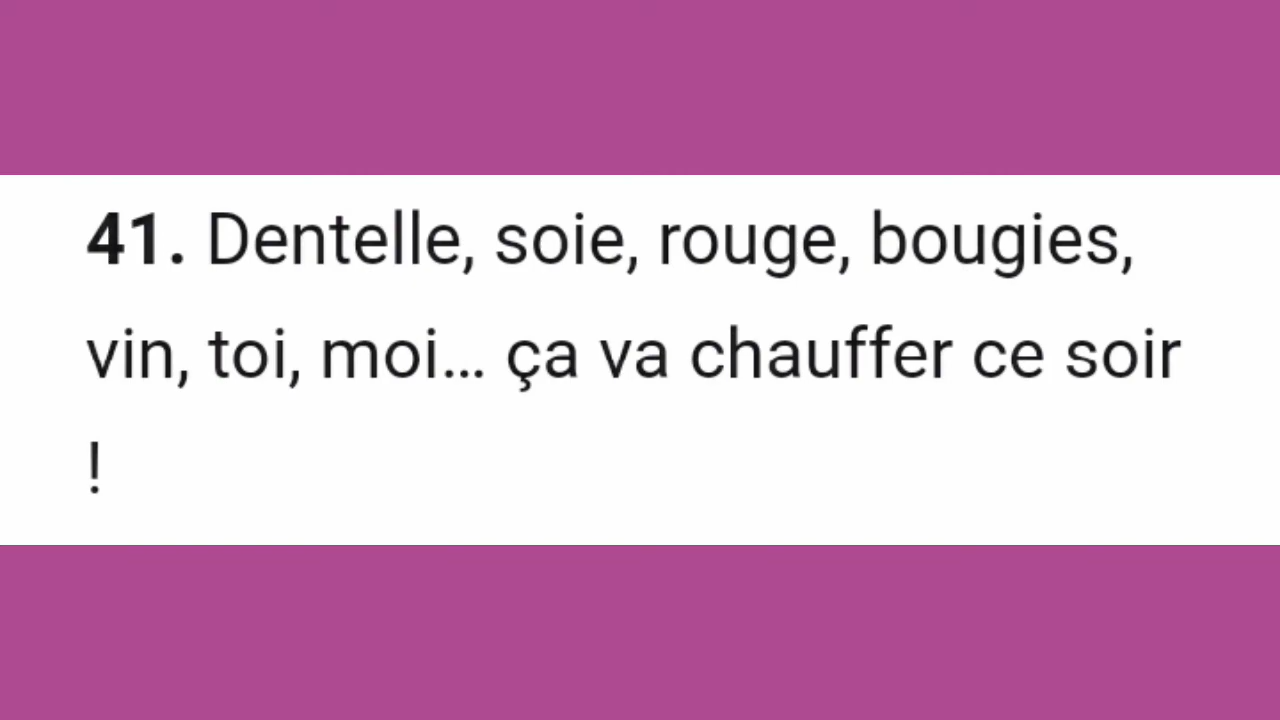 41. Dentelle, soie, rouge, bougies,
vin, toi, moi… ça va chauffer ce soir
!